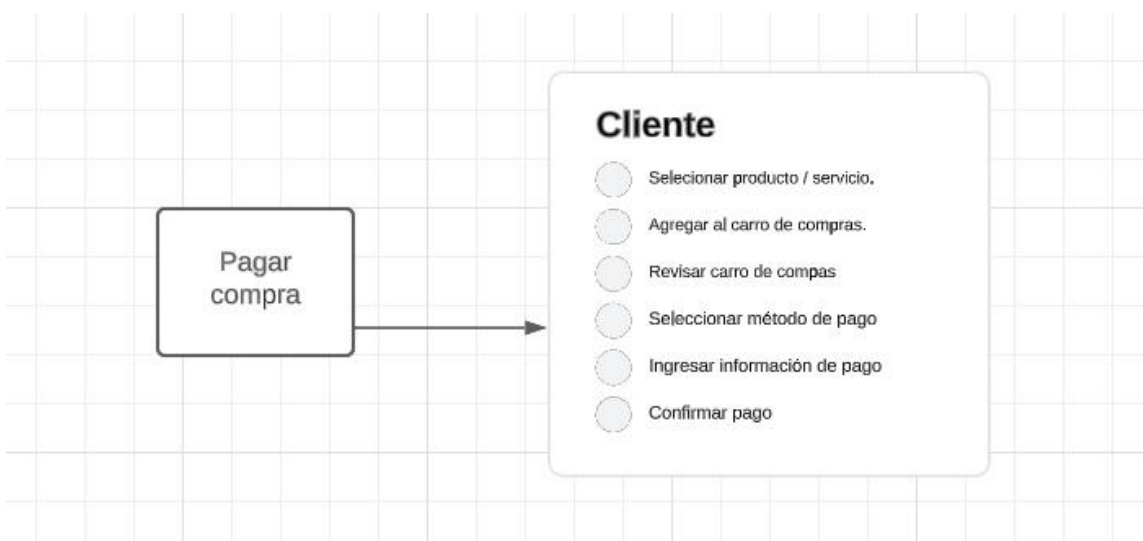 Pagar
compra
Cliente
Selecionar producto / servicio.
Agregar al carro de compras.
Revisar carro de compas
Seleccionar método de pago
Ingresar información de pago
Confirmar pago